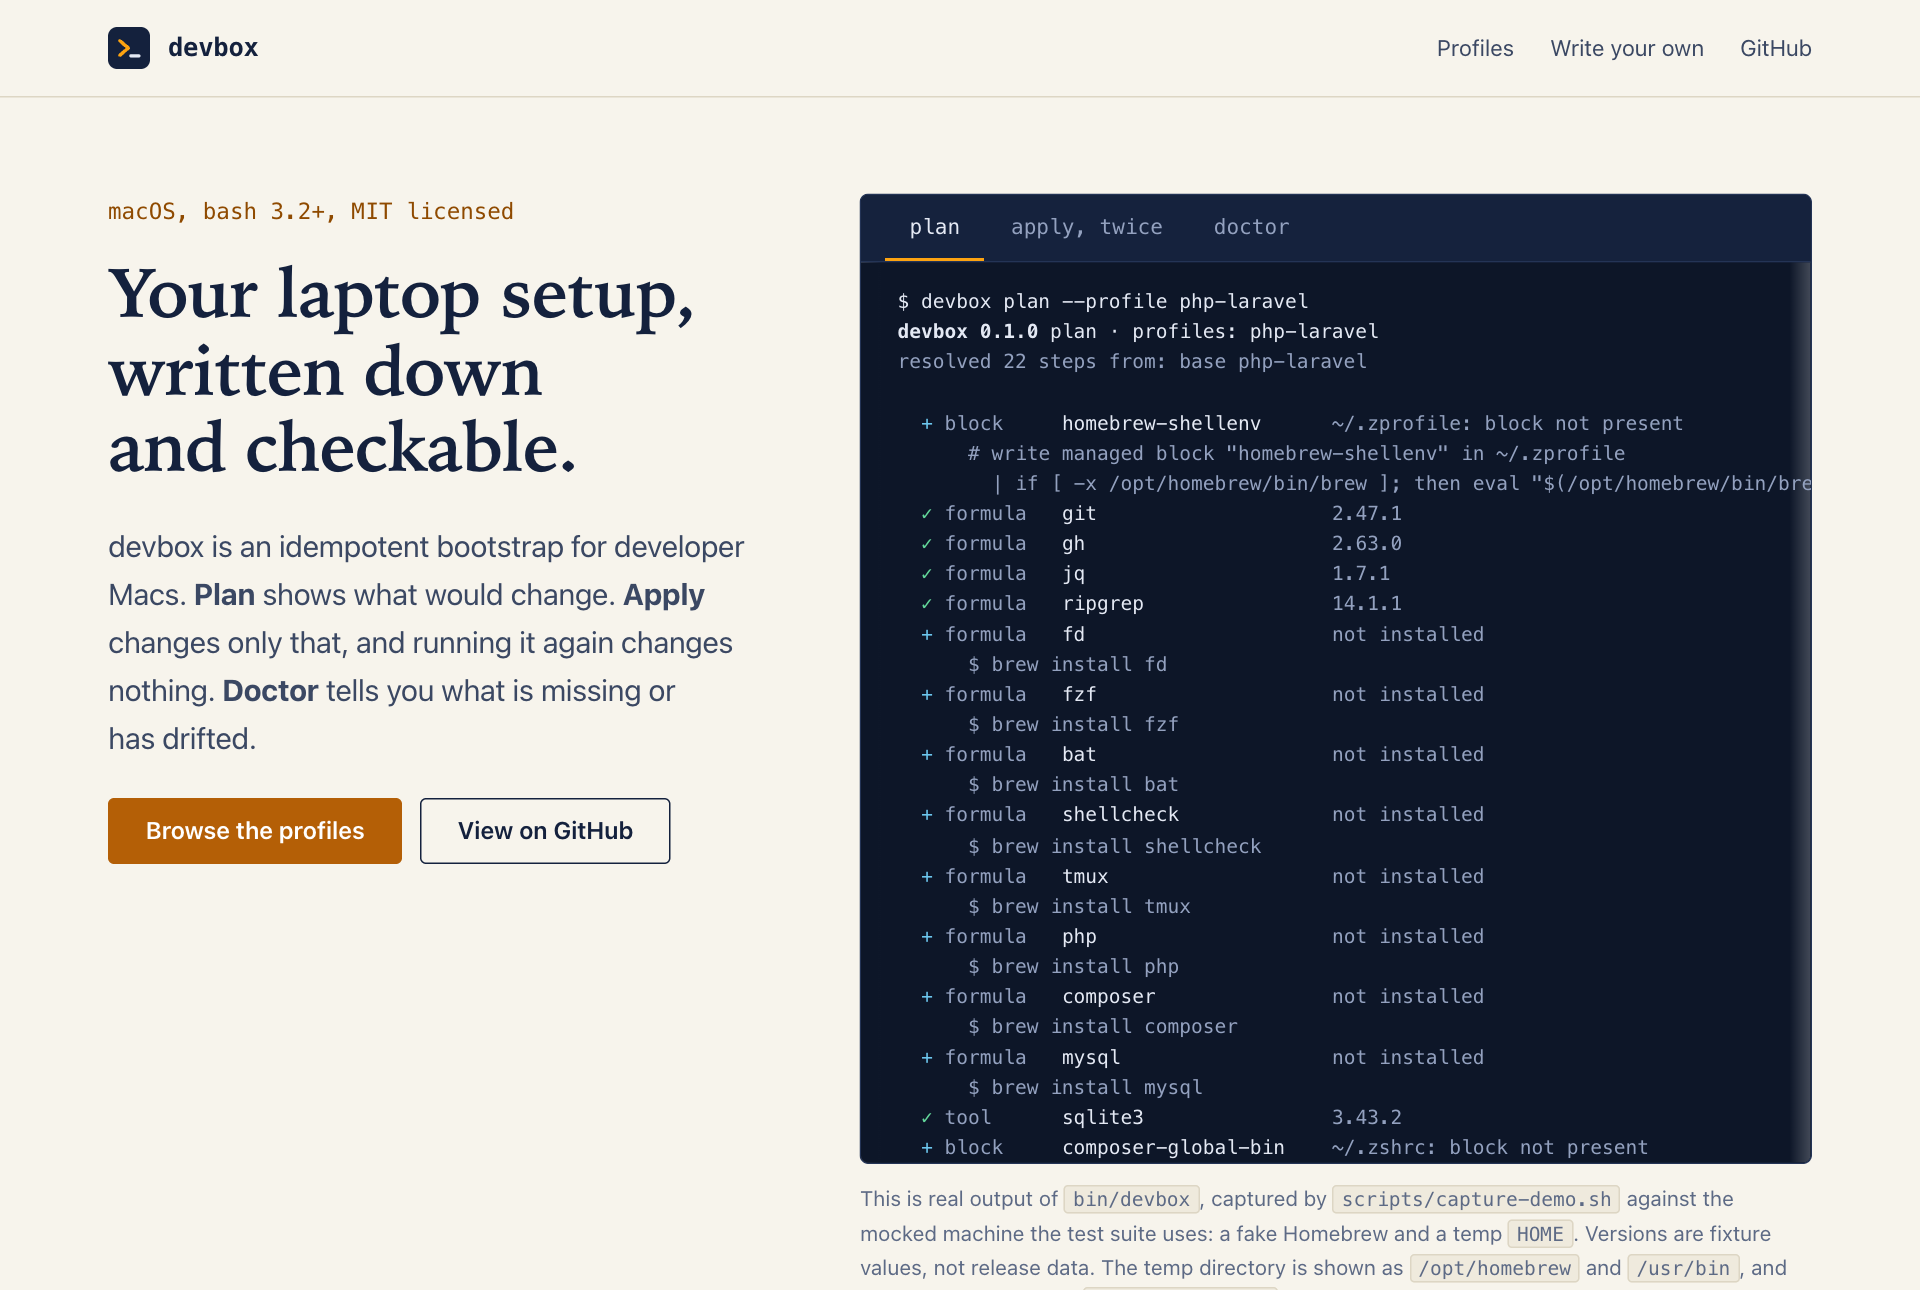 devbox
Profiles
Write your own
GitHub
macOS, bash 3.2+, MIT licensed
Your laptop setup,
written down
and checkable.
devbox is an idempotent bootstrap for developer
Macs. Plan shows what would change. Apply
changes only that, and running it again changes
nothing. Doctor tells you what is missing or
has drifted.
Browse the profiles
View on GitHub
plan
apply, twice
doctor
$ devbox plan --profile php-laravel
devbox 0.1.0 plan · profiles: php-laravel
resolved 22 steps from: base php-laravel
+ block homebrew-shellenv ~/.zprofile: block not present
# write managed block "homebrew-shellenv" in ~/.zprofile
| if [ -x /opt/homebrew/bin/brew ]; then eval "$(/opt/homebrew/bin/bre
✓ formula git 2.47.1
✓ formula gh 2.63.0
✓ formula jq 1.7.1
✓ formula ripgrep 14.1.1
+ formula fd not installed
$ brew install fd
+ formula fzf not installed
$ brew install fzf
+ formula bat not installed
$ brew install bat
+ formula shellcheck not installed
$ brew install shellcheck
+ formula tmux not installed
$ brew install tmux
+ formula php not installed
$ brew install php
+ formula composer not installed
$ brew install composer
+ formula mysql not installed
$ brew install mysql
✓ tool sqlite3 3.43.2
+ block composer-global-bin ~/.zshrc: block not present
This is real output of bin/devbox, captured by scripts/capture-demo.sh against the
mocked machine the test suite uses: a fake Homebrew and a temp HOME. Versions are fixture
values, not release data. The temp directory is shown as /opt/homebrew and /usr/bin, and